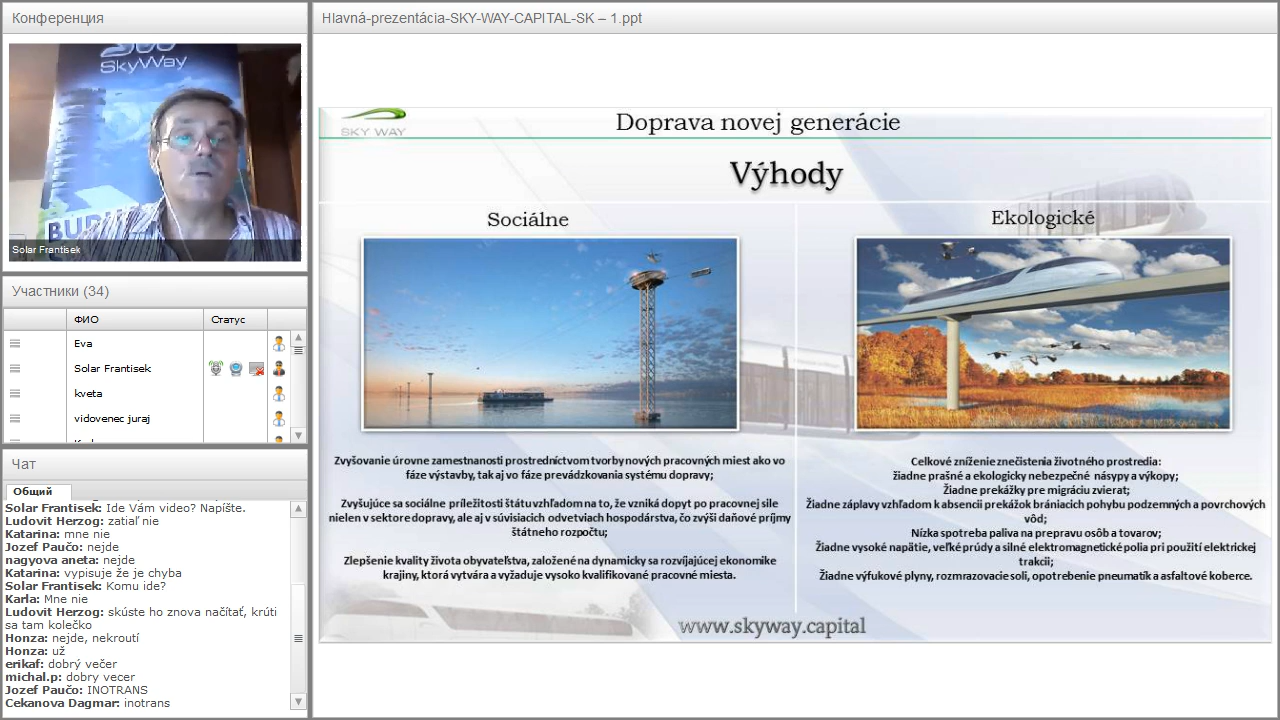 Конференция
SkyWay
BU
Solar Frantisek
Участники (34)
ФИО
Статус
Eva
Solar Frantisek
kveta
vidovenec juraj
Чат
Общий
Solar Frantisek: Ide Vám video? Napíšte.
Ludovit Herzog: zatiaľ nie
Katarina: mne nie
Jozef Paučo: nejde
nagyova aneta: nejde
Katarina: vypisuje že je chyba
Solar Frantisek: Komu ide?
Karla: Mne nie
Ludovit Herzog: skúste ho znova načítať, krúti
sa tam kolečko
Honza: nejde, nekroutí
Honza: už
erikaf: dobrý večer
michal.p: dobry vecer
Jozef Paučo: INOTRANS
Cekanova Dagmar: inotrans
Hlavná-prezentácia-SKY-WAY-CAPITAL-SK – 1.ppt
SKY WAY
Doprava novej generácie
Výhody
Sociálne
Zvyšovanie úrovne zamestnanosti prostredníctvom tvorby nových pracovných miest ako vo
fáze výstavby, tak aj vo fáze prevádzkovania systému dopravy;
Zvyšujúce sa sociálne príležitosti štátu vzhľadom na to, že vzniká dopyt po pracovnej sile
nielen v sektore dopravy, ale aj v súvisiacich odvetviach hospodárstva, čo zvýši daňové príjmy
štátneho rozpočtu;
Zlepšenie kvality života obyvateľstva, založené na dynamicky sa rozvíjajúcej ekonomike
krajiny, ktorá vytvára a vyžaduje vysoko kvalifikované pracovné miesta.
Ekologické
Celkové zníženie znečistenia životného prostredia:
žiadne prašné a ekologicky nebezpečné násypy a výkopy;
Žiadne prekážky pre migráciu zvierat;
Žiadne záplavy vzhľadom k absencii prekážok brániacich pohybu podzemných a povrchových
vôd;
Nízka spotreba paliva na prepravu osôb a tovarov;
Žiadne vysoké napätie, veľké prúdy a silné elektromagnetické polia pri použití elektrickej
trakcii;
Žiadne výfukové plyny, rozmrazovacie soli, opotrebenie pneumatík a asfaltové koberce.
www.skyway.capital